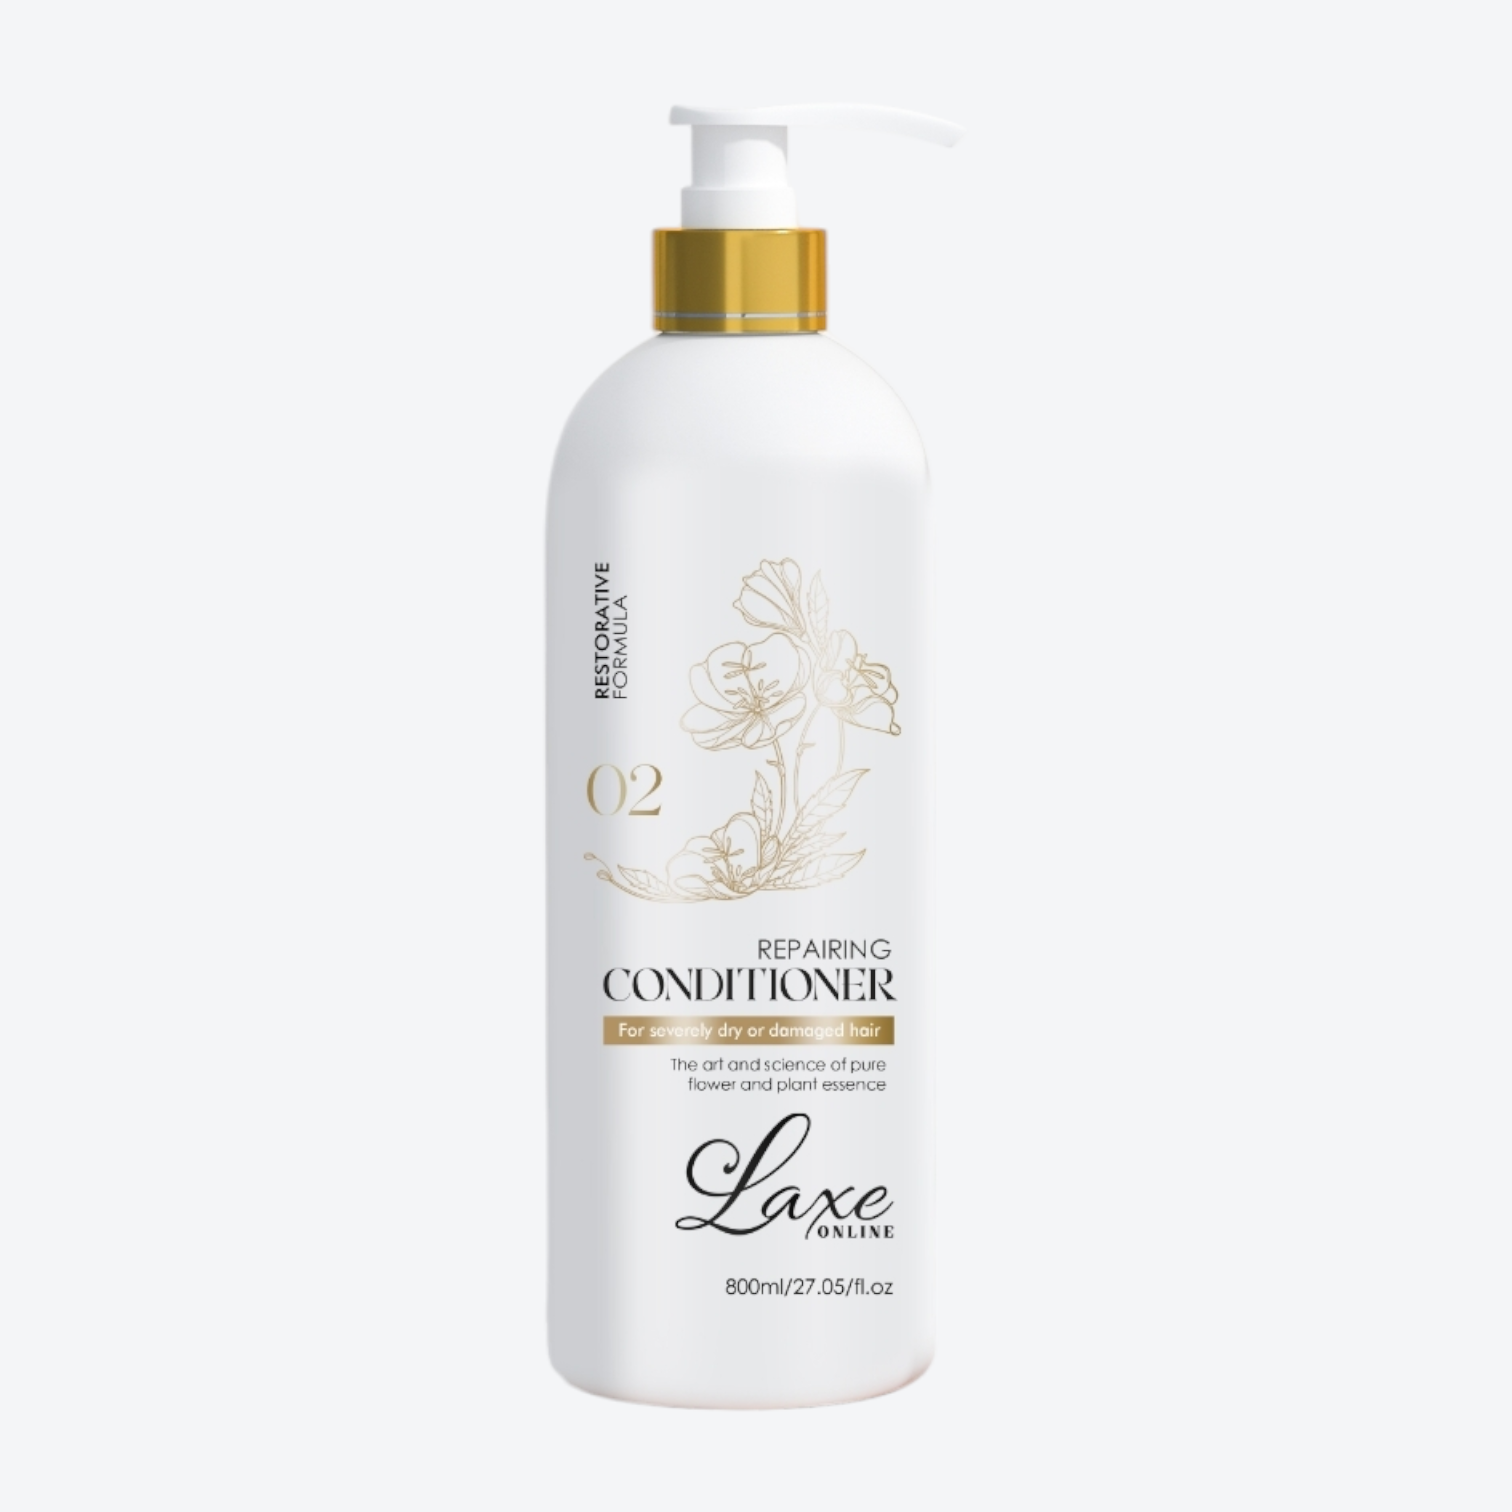 RESTORATIVE
FORMULA
02
REPAIRING
CONDITIONER
For severely dry or damaged hair
The art and science of pure
flower and plant essence
Laxe
ONLINE
800ml/27.05/fl.oz